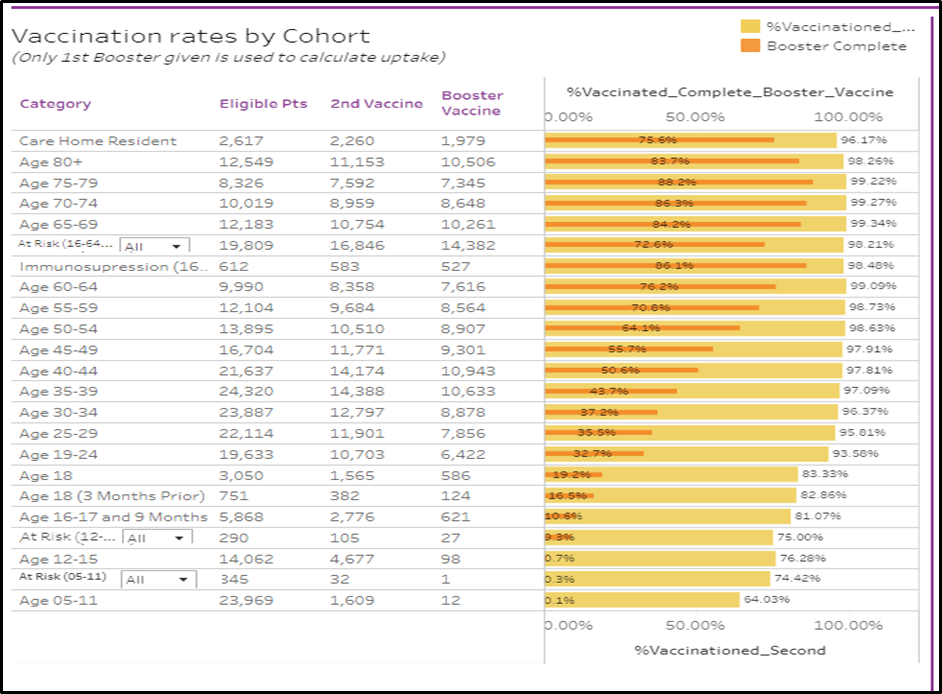 Vaccination rates by Cohort
(Only 1st Booster given is used to calculate uptake)
%Vaccinationed_...
Booster Complete
Category Eligible Pts 2nd Vaccine Booster Vaccine
%Vaccinated_Complete_Booster_Vaccine
0.00% 50.00% 100.00%
Care Home Resident 2,617 2,260 1,979 75.6% 96.17%
Age 80+ 12,549 11,153 10,506 83.7% 98.26%
Age 75-79 8,326 7,592 7,345 88.2% 99.22%
Age 70-74 10,019 8,959 8,648 86.3% 99.27%
Age 65-69 12,183 10,754 10,261 84.2% 99.34%
At Risk (16-64... All 19,809 16,846 14,382 72.6% 98.21%
Immunosupression (16.. 612 583 527 86.1% 98.48%
Age 60-64 9,990 8,358 7,616 76.2% 99.09%
Age 55-59 12,104 9,684 8,564 70.8% 98.73%
Age 50-54 13,895 10,510 8,907 64.1% 98.63%
Age 45-49 16,704 11,771 9,301 55.7% 97.91%
Age 40-44 21,637 14,174 10,943 50.6% 97.81%
Age 35-39 24,320 14,388 10,633 43.7% 97.09%
Age 30-34 23,887 12,797 8,878 37.2% 96.37%
Age 25-29 22,114 11,901 7,856 35.5% 95.81%
Age 19-24 19,633 10,703 6,422 32.7% 93.58%
Age 18 3,050 1,565 586 19.2% 83.33%
Age 18 (3 Months Prior) 751 382 124 16.5% 82.86%
Age 16-17 and 9 Months 5,868 2,776 621 10.6% 81.07%
At Risk (12-... All 290 105 27 9.3% 75.00%
Age 12-15 14,062 4,677 98 0.7% 76.28%
At Risk (05-11) All 345 32 1 0.3% 74.42%
Age 05-11 23,969 1,609 12 0.1% 64.03%
0.00% 50.00% 100.00%
%Vaccinationed_Second